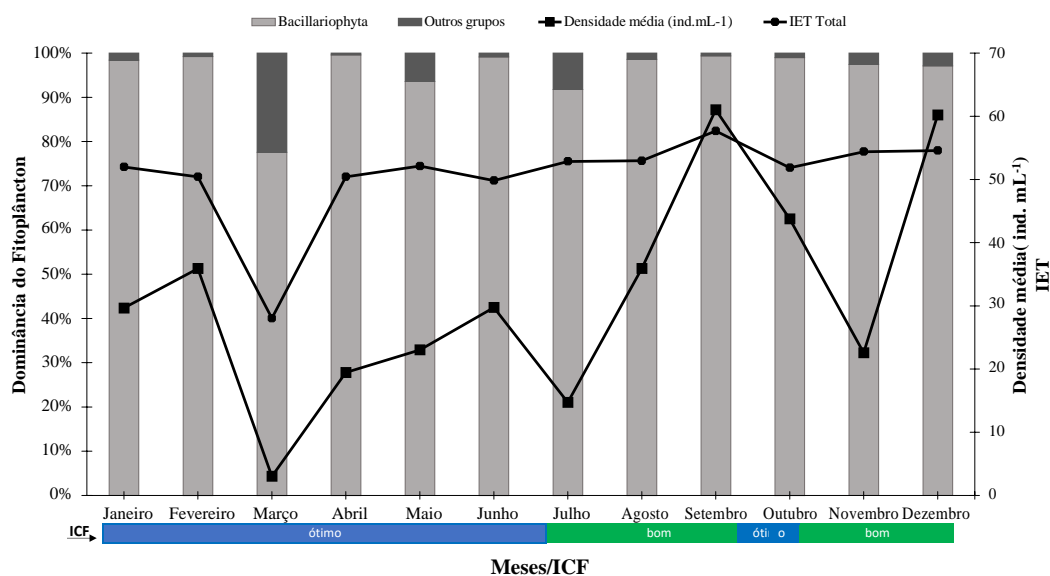 Bacillariophyta Outros grupos Densidade média (ind.mL-1) IET Total
100%
90%
80%
70%
60%
50%
40%
30%
20%
10%
0%
Dominância do Fitoplâncton
70
60
50
40
30
20
10
0
Densidade média( ind. mL⁻¹)
IET
Janeiro Fevereiro Março Abril Maio Junho Julho Agosto Setembro Outubro Novembro Dezembro
ICF ótimo bom óti o bom
Meses/ICF